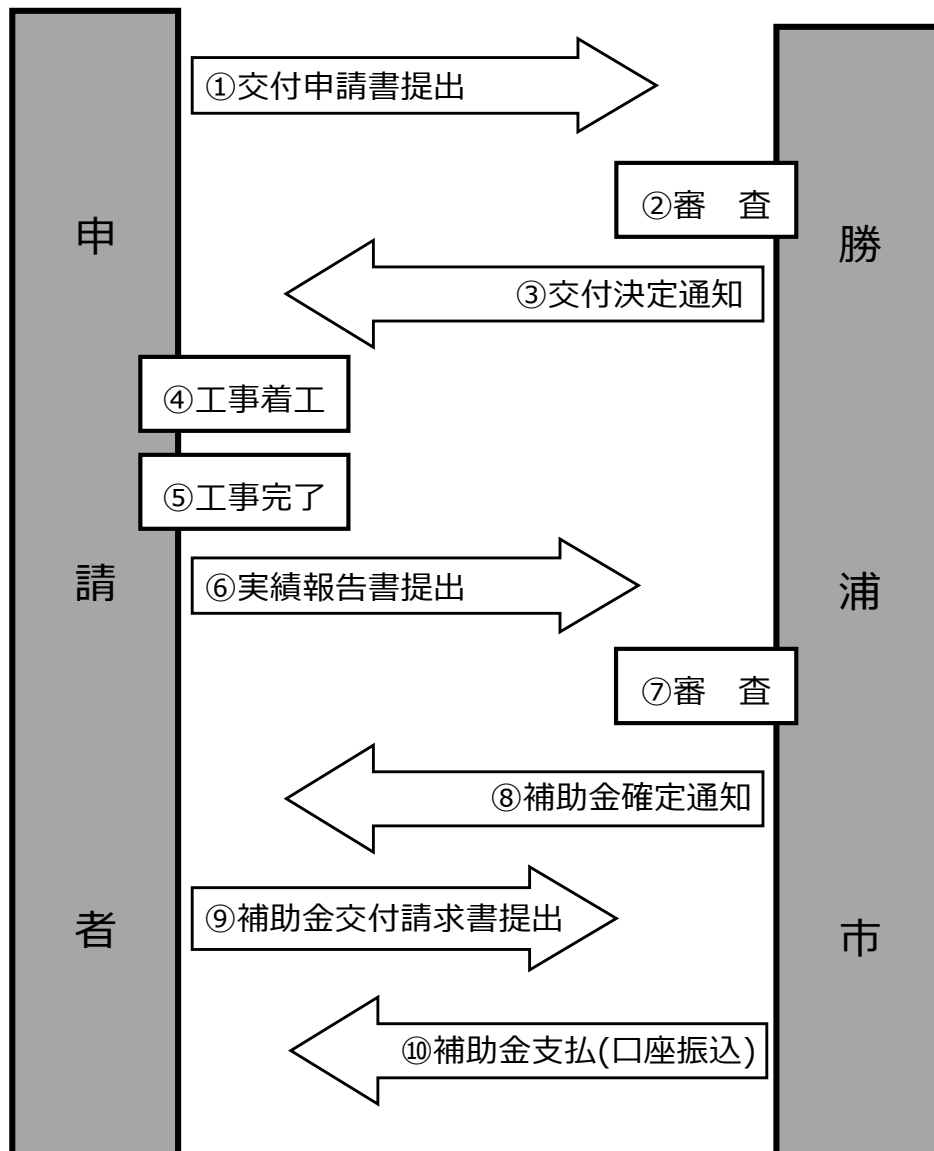 申請者
勝浦市
①交付申請書提出
②審　査
③交付決定通知
④工事着工
⑤工事完了
⑥実績報告書提出
⑦審　査
⑧補助金確定通知
⑨補助金交付請求書提出
⑩補助金支払(口座振込)